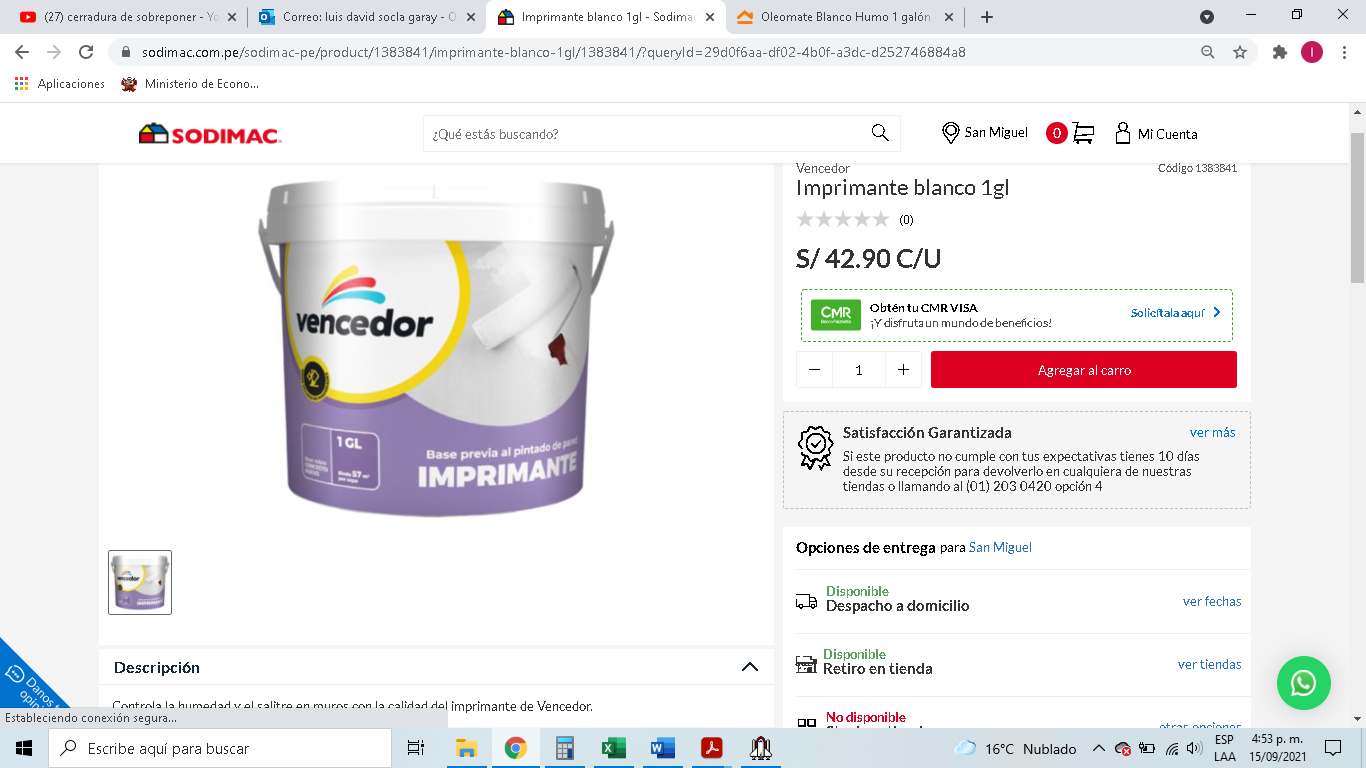 (27) cerradura de sobreponer - Yo
Correo: luis david socla garay - O
Imprimante blanco 1gl - Sodimac
Oleomate Blanco Humo 1 galón
sodimac.com.pe/sodimac-pe/product/1383841/imprimante-blanco-1gl/1383841/?queryId=29d0f6aa-df02-4b0f-a3dc-d252746884a8
I
Aplicaciones
Ministerio de Econo...
SODIMAC.
¿Qué estás buscando?
San Miguel
0
Mi Cuenta
Vencedor
Código 1383841
Imprimante blanco 1gl
(0)
S/ 42.90 C/U
CMR
Obtén tu CMR VISA
¡Y disfruta un mundo de beneficios!
Solicítala aquí
− 1 +
Agregar al carro
Satisfacción Garantizada
ver más
Si este producto no cumple con tus expectativas tienes 10 días
desde su recepción para devolverlo en cualquiera de nuestras
tiendas o llamando al (01) 203 0420 opción 4
Opciones de entrega para San Miguel
Disponible
Despacho a domicilio
ver fechas
Disponible
Retiro en tienda
ver tiendas
No disponible
otras opciones
vencedor
1 GL
Base previa al pintado de pared
IMPRIMANTE
vencedor
IMPRIMANTE
Descripción
Controla la humedad y el salitre en muros con la calidad del imprimante de Vencedor.
Danos
opin
Estableciendo conexión segura...
Escribe aquí para buscar
16°C Nublado
ESP
LAA
4:53 p. m.
15/09/2021